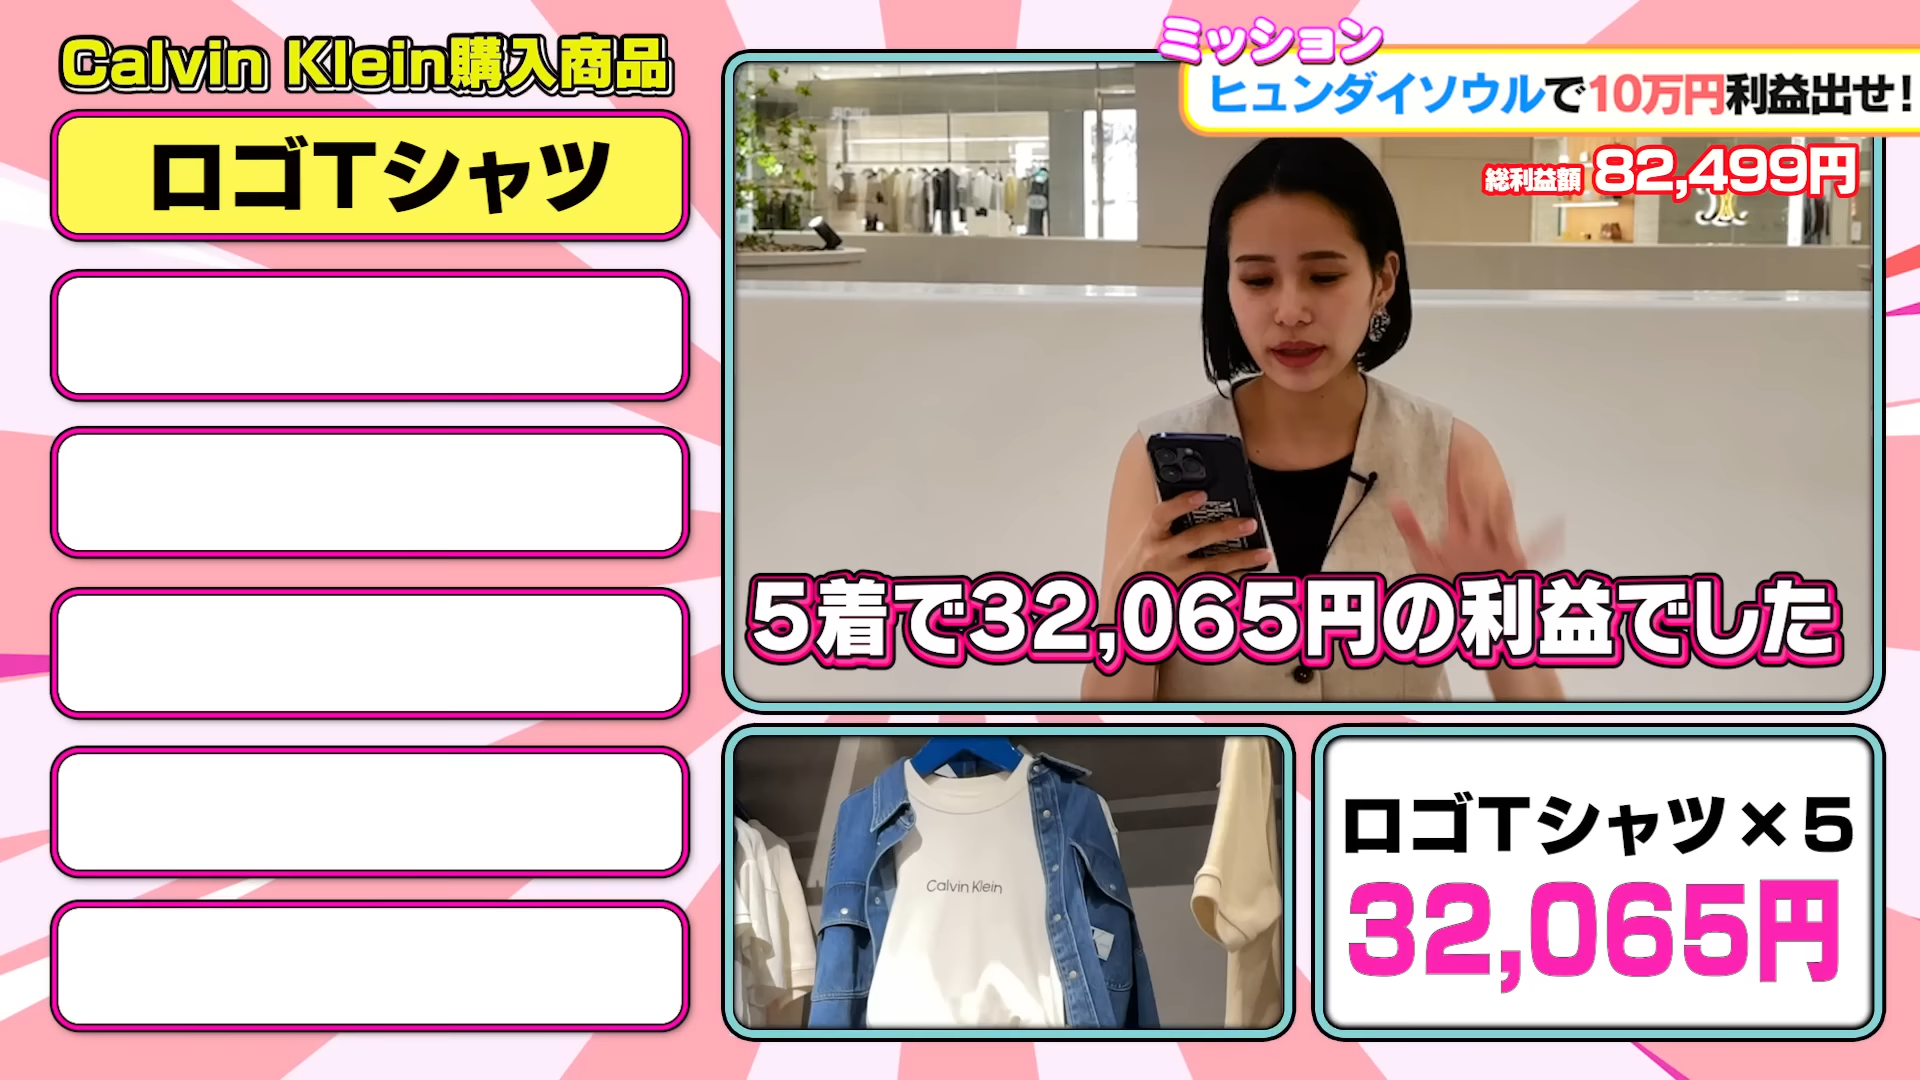 Calvin Klein購入商品
ロゴTシャツ
ミッション
ヒュンダイソウルで10万円利益出せ!
総利益額 82,499円
5着で32,065円の利益でした
Calvin Klein
ロゴTシャツ×5
32,065円